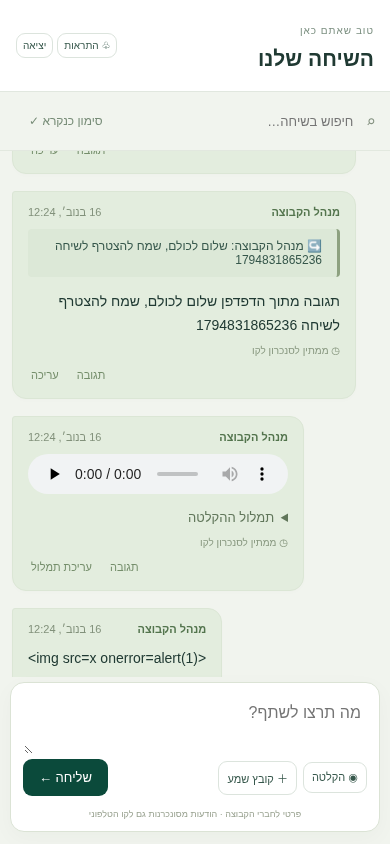 טוב שאתם כאן
השיחה שלנו
♧ התראות
יציאה
חיפוש בשיחה...
סימון כנקרא ✓
תגובה עריכה
מנהל הקבוצה 16 בנוב׳, 12:24
↩️ מנהל הקבוצה: שלום לכולם, שמח להצטרף לשיחה
1794831865236
תגובה מתוך הדפדפן שלום לכולם, שמח להצטרף
לשיחה 1794831865236
◷ ממתין לסנכרון לקו
תגובה עריכה
מנהל הקבוצה 16 בנוב׳, 12:24
0:00 / 0:00
תמלול ההקלטה
◷ ממתין לסנכרון לקו
תגובה עריכת תמלול
מנהל הקבוצה 16 בנוב׳, 12:24
<img src=x onerror=alert(1)>
מה תרצו לשתף?
◉ הקלטה
＋ קובץ שמע
שליחה ←
פרטי לחברי הקבוצה · הודעות מסונכרנות גם לקו הטלפוני